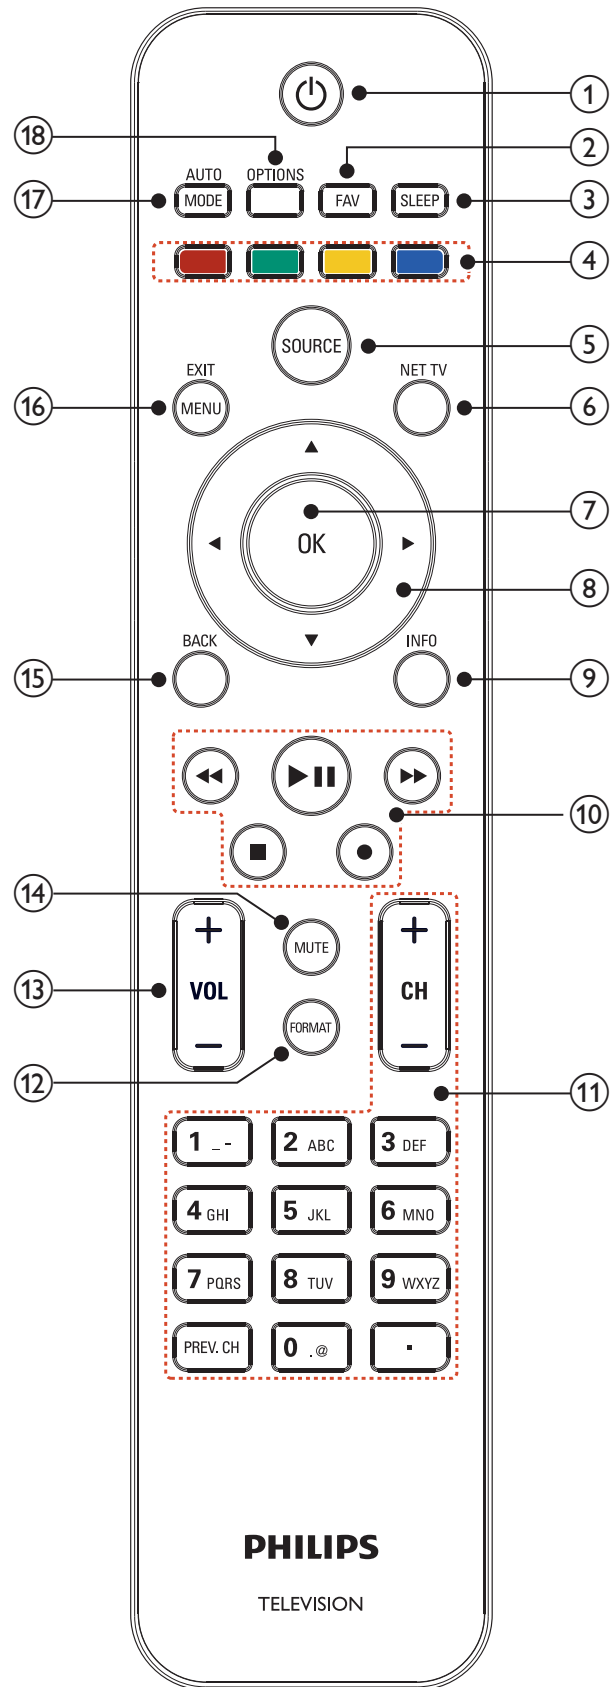 1
18
2
AUTO OPTIONS
17 MODE FAV SLEEP 3
4
SOURCE 5
EXIT NET TV
16 MENU 6
7
OK
8
BACK INFO
15 9
10
14
MUTE
13 VOL CH
FORMAT
12 11
1 _ - 2 ABC 3 DEF
4 GHI 5 JKL 6 MNO
7 PQRS 8 TUV 9 WXYZ
PREV. CH 0 .@ .
PHILIPS
TELEVISION